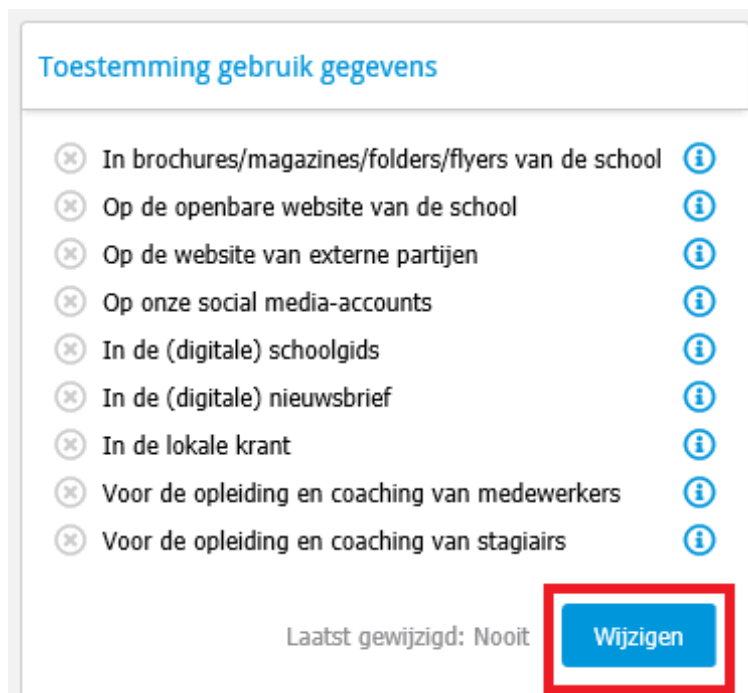 Toestemming gebruik gegevens
In brochures/magazines/folders/flyers van de school
Op de openbare website van de school
Op de website van externe partijen
Op onze social media-accounts
In de (digitale) schoolgids
In de (digitale) nieuwsbrief
In de lokale krant
Voor de opleiding en coaching van medewerkers
Voor de opleiding en coaching van stagiairs
Laatst gewijzigd: Nooit Wijzigen